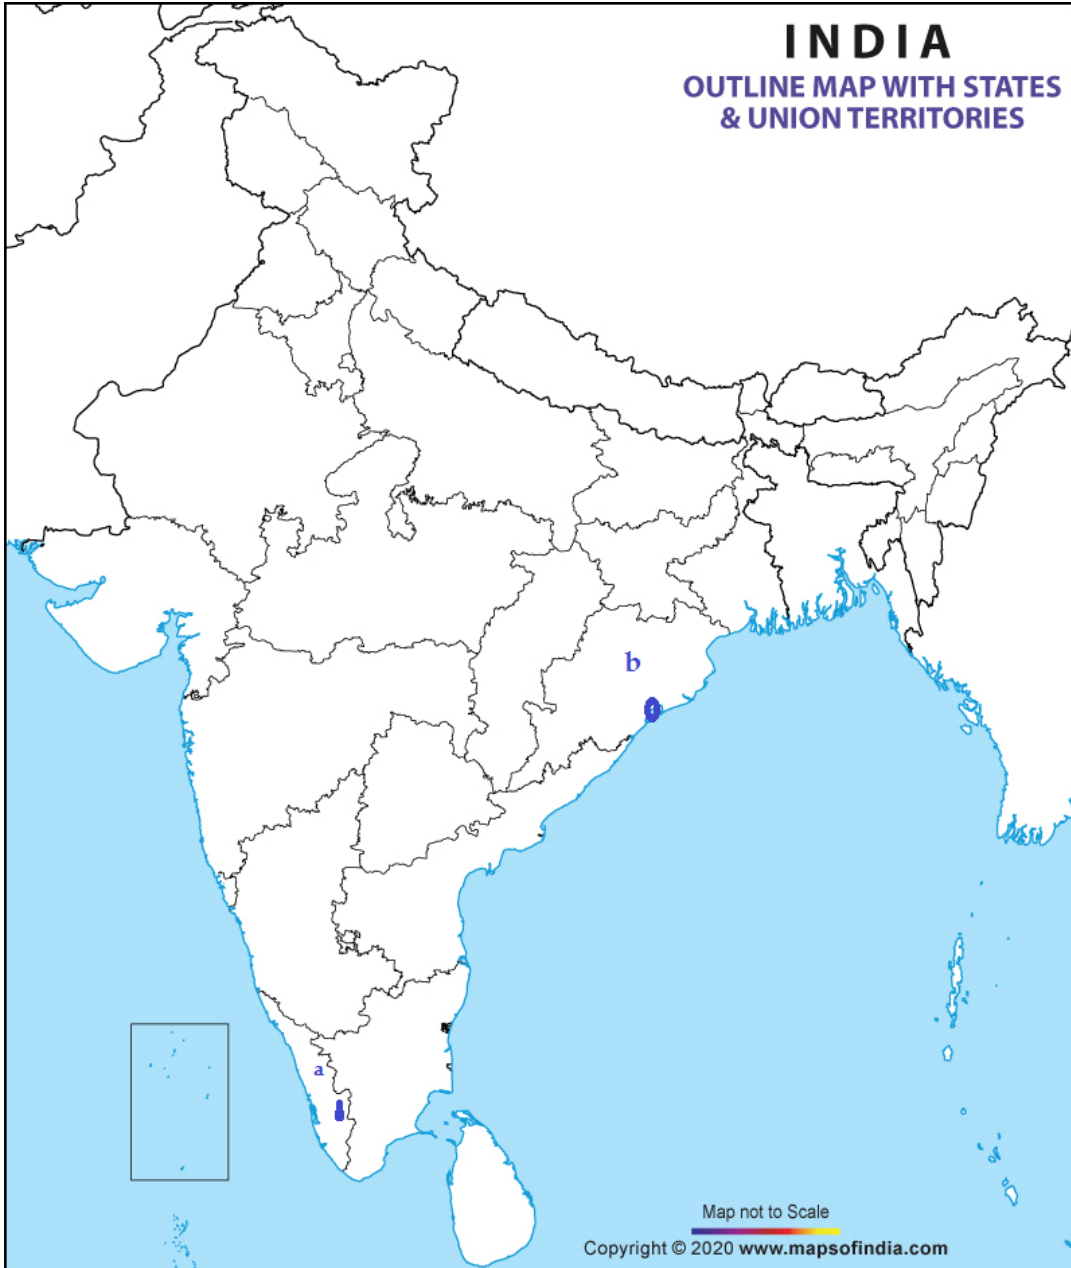 INDIA
OUTLINE MAP WITH STATES
& UNION TERRITORIES
b
a
Map not to Scale
Copyright © 2020 www.mapsofindia.com